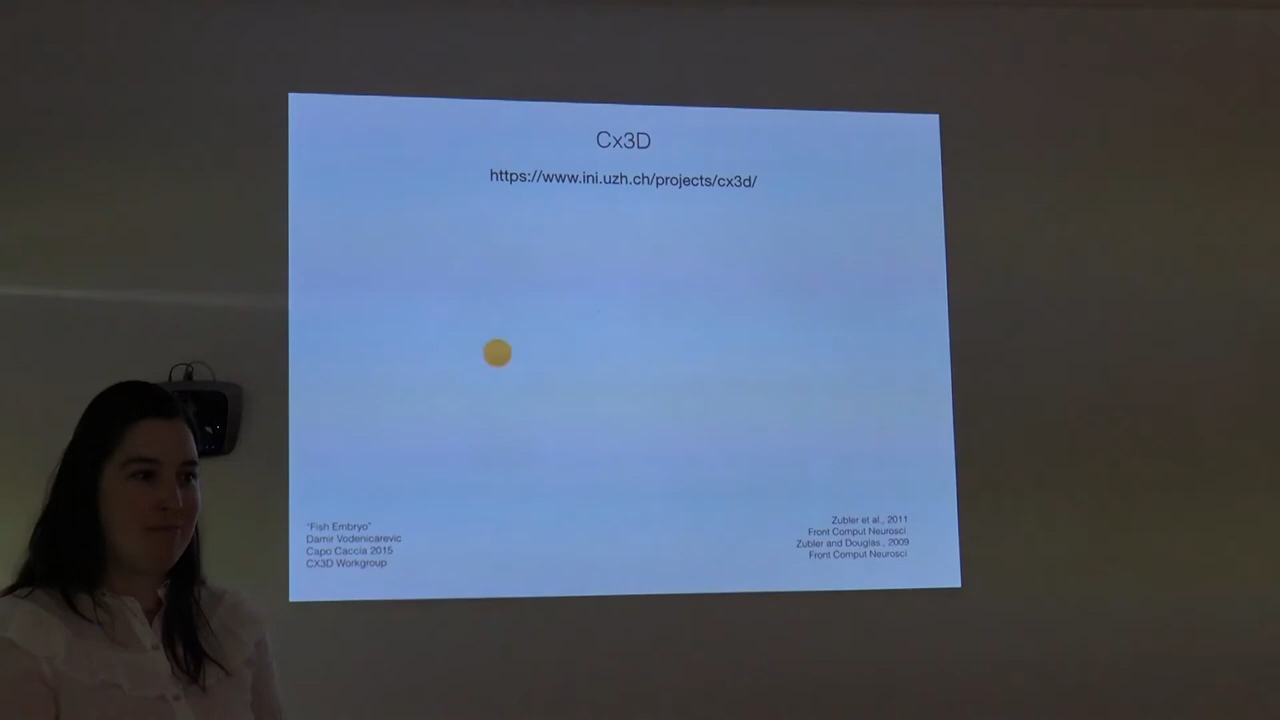 Cx3D
https://www.ini.uzh.ch/projects/cx3d/
"Fish Embryo"
Damir Vodenicarevic
Capo Caccia 2015
CX3D Workgroup
Zubler et al., 2011
Front Comput Neurosci
Zubler and Douglas , 2009
Front Comput Neurosci